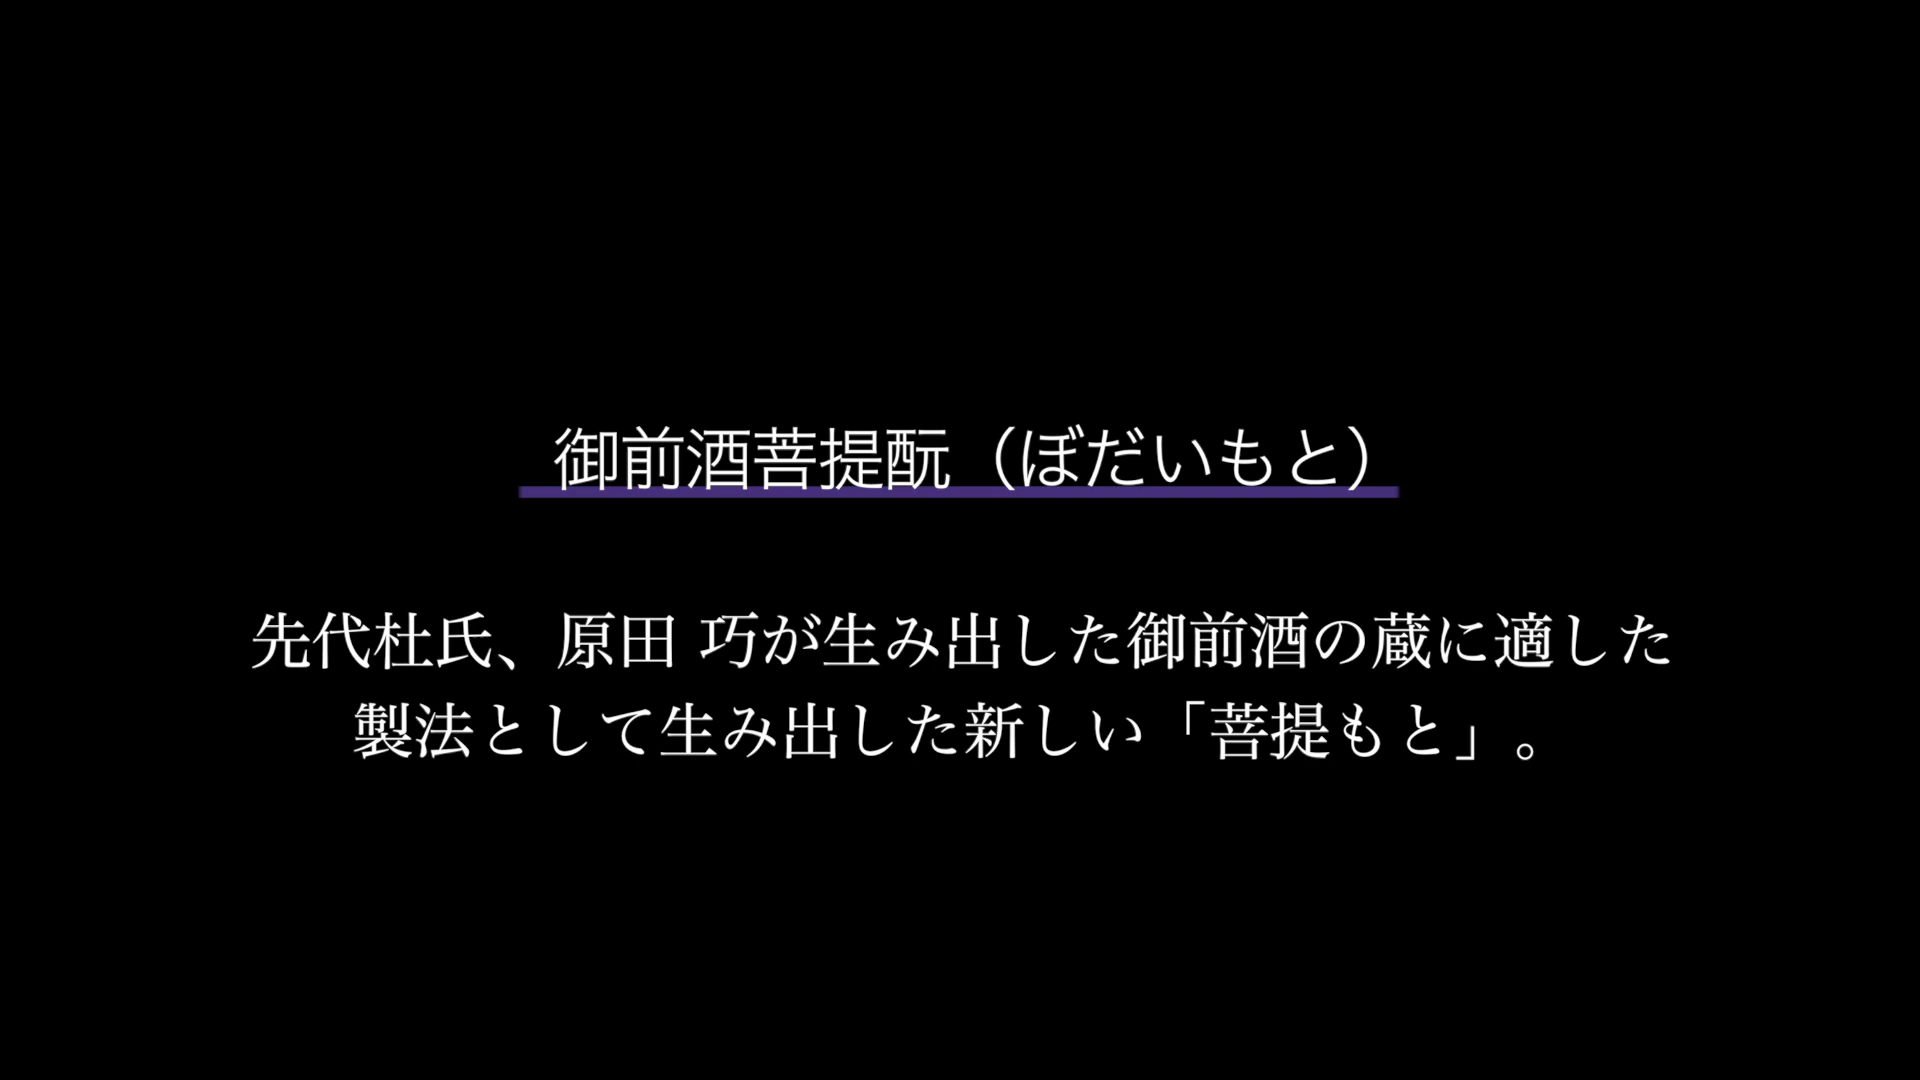 御前酒菩提酛（ぼだいもと）
先代杜氏、原田 巧が生み出した御前酒の蔵に適した
製法として生み出した新しい「菩提もと」。